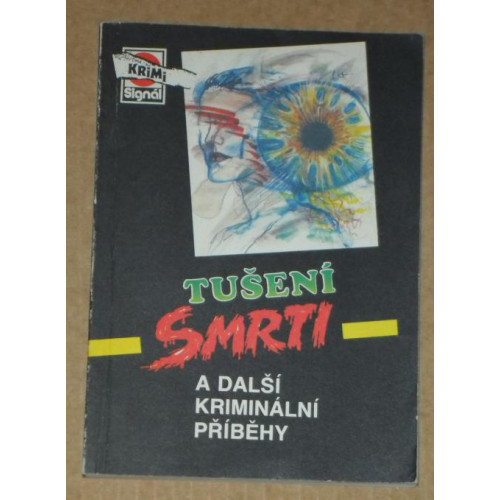 KRIMI
Signál
TUŠENÍ
SMRTI
A DALŠÍ
KRIMINÁLNÍ
PŘÍBĚHY